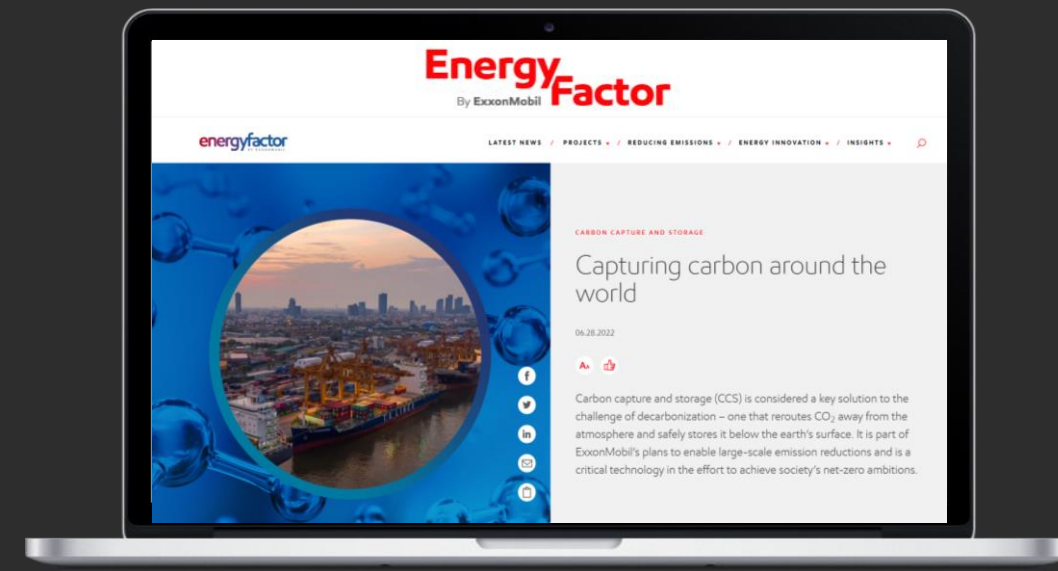 Energy
Factor
By ExxonMobil
energyfactor
LATEST NEWS / PROJECTS / REDUCING EMISSIONS / ENERGY INNOVATION / INSIGHTS
CARBON CAPTURE AND STORAGE
Capturing carbon around the
world
06.28.2022
AA
Carbon capture and storage (CCS) is considered a key solution to the
challenge of decarbonization – one that reroutes CO₂ away from the
atmosphere and safely stores it below the earth's surface. It is part of
ExxonMobil's plans to enable large-scale emission reductions and is a
critical technology in the effort to achieve society's net-zero ambitions.